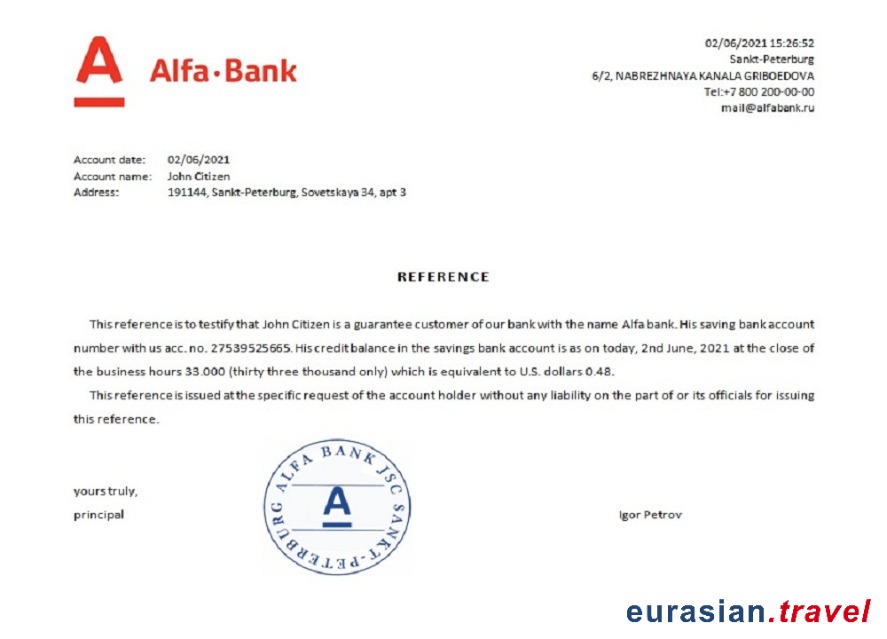 Alfa·Bank
02/06/2021 15:26:52
Sankt-Peterburg
6/2, NABREZHNAYA KANALA GRIBOEDOVA
Tel:+7 800 200-00-00
mail@alfabank.ru
Account date: 02/06/2021
Account name: John Citizen
Address: 191144, Sankt-Peterburg, Sovetskaya 34, apt 3
REFERENCE
This reference is to testify that John Citizen is a guarantee customer of our bank with the name Alfa bank. His saving bank account
number with us acc. no. 27539525665. His credit balance in the savings bank account is as on today, 2nd June, 2021 at the close of
the business hours 33.000 (thirty three thousand only) which is equivalent to U.S. dollars 0.48.
This reference is issued at the specific request of the account holder without any liability on the part of or its officials for issuing
this reference.
yours truly,
principal
ALFA BANK JSC SANKT-PETERBURG
A
Igor Petrov
eurasian.travel